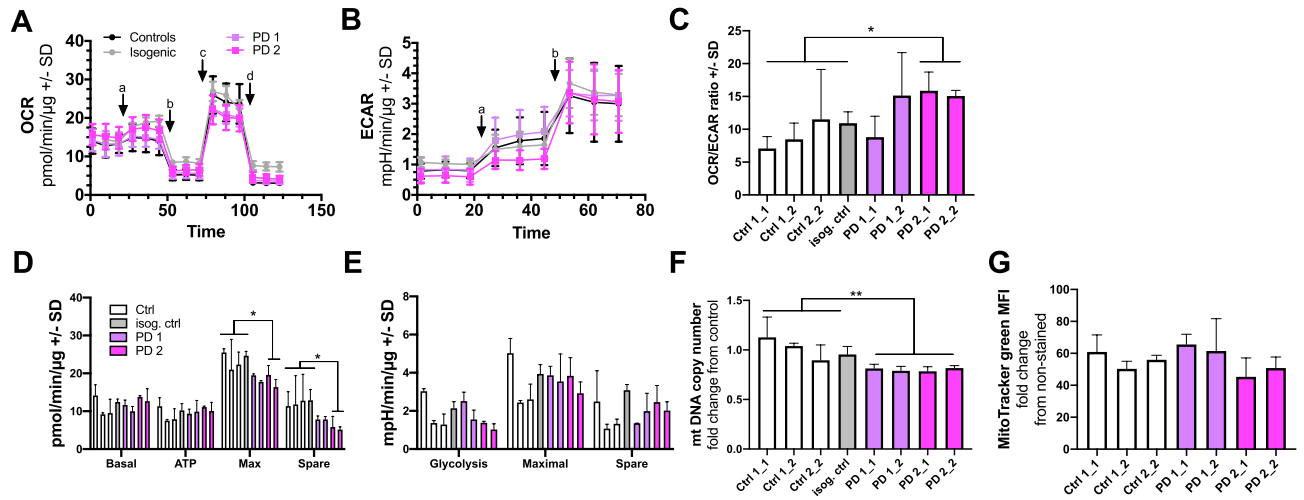 A
OCR
pmol/min/μg +/- SD
40
30
20
10
0
0
50
100
150
Time
Controls
Isogenic
PD 1
PD 2
a
b
c
d
B
ECAR
mpH/min/μg +/- SD
5
4
3
2
1
0
0
20
40
60
80
Time
a
b
C
OCR/ECAR ratio +/- SD
25
20
15
10
5
0
*
Ctrl 1_1
Ctrl 1_2
Ctrl 2_2
isog. ctrl
PD 1_1
PD 1_2
PD 2_1
PD 2_2
D
pmol/min/μg +/- SD
40
30
20
10
0
Ctrl
isog. ctrl
PD 1
PD 2
*
*
Basal
ATP
Max
Spare
E
mpH/min/μg +/- SD
8
6
4
2
0
Glycolysis
Maximal
Spare
F
mt DNA copy number
fold change from control
1.5
1.0
0.5
0.0
**
Ctrl 1_1
Ctrl 1_2
Ctrl 2_2
isog. ctrl
PD 1_1
PD 1_2
PD 2_1
PD 2_2
G
MitoTracker green MFI
fold change
from non-stained
100
80
60
40
20
0
Ctrl 1_1
Ctrl 1_2
Ctrl 2_2
PD 1_1
PD 1_2
PD 2_1
PD 2_2